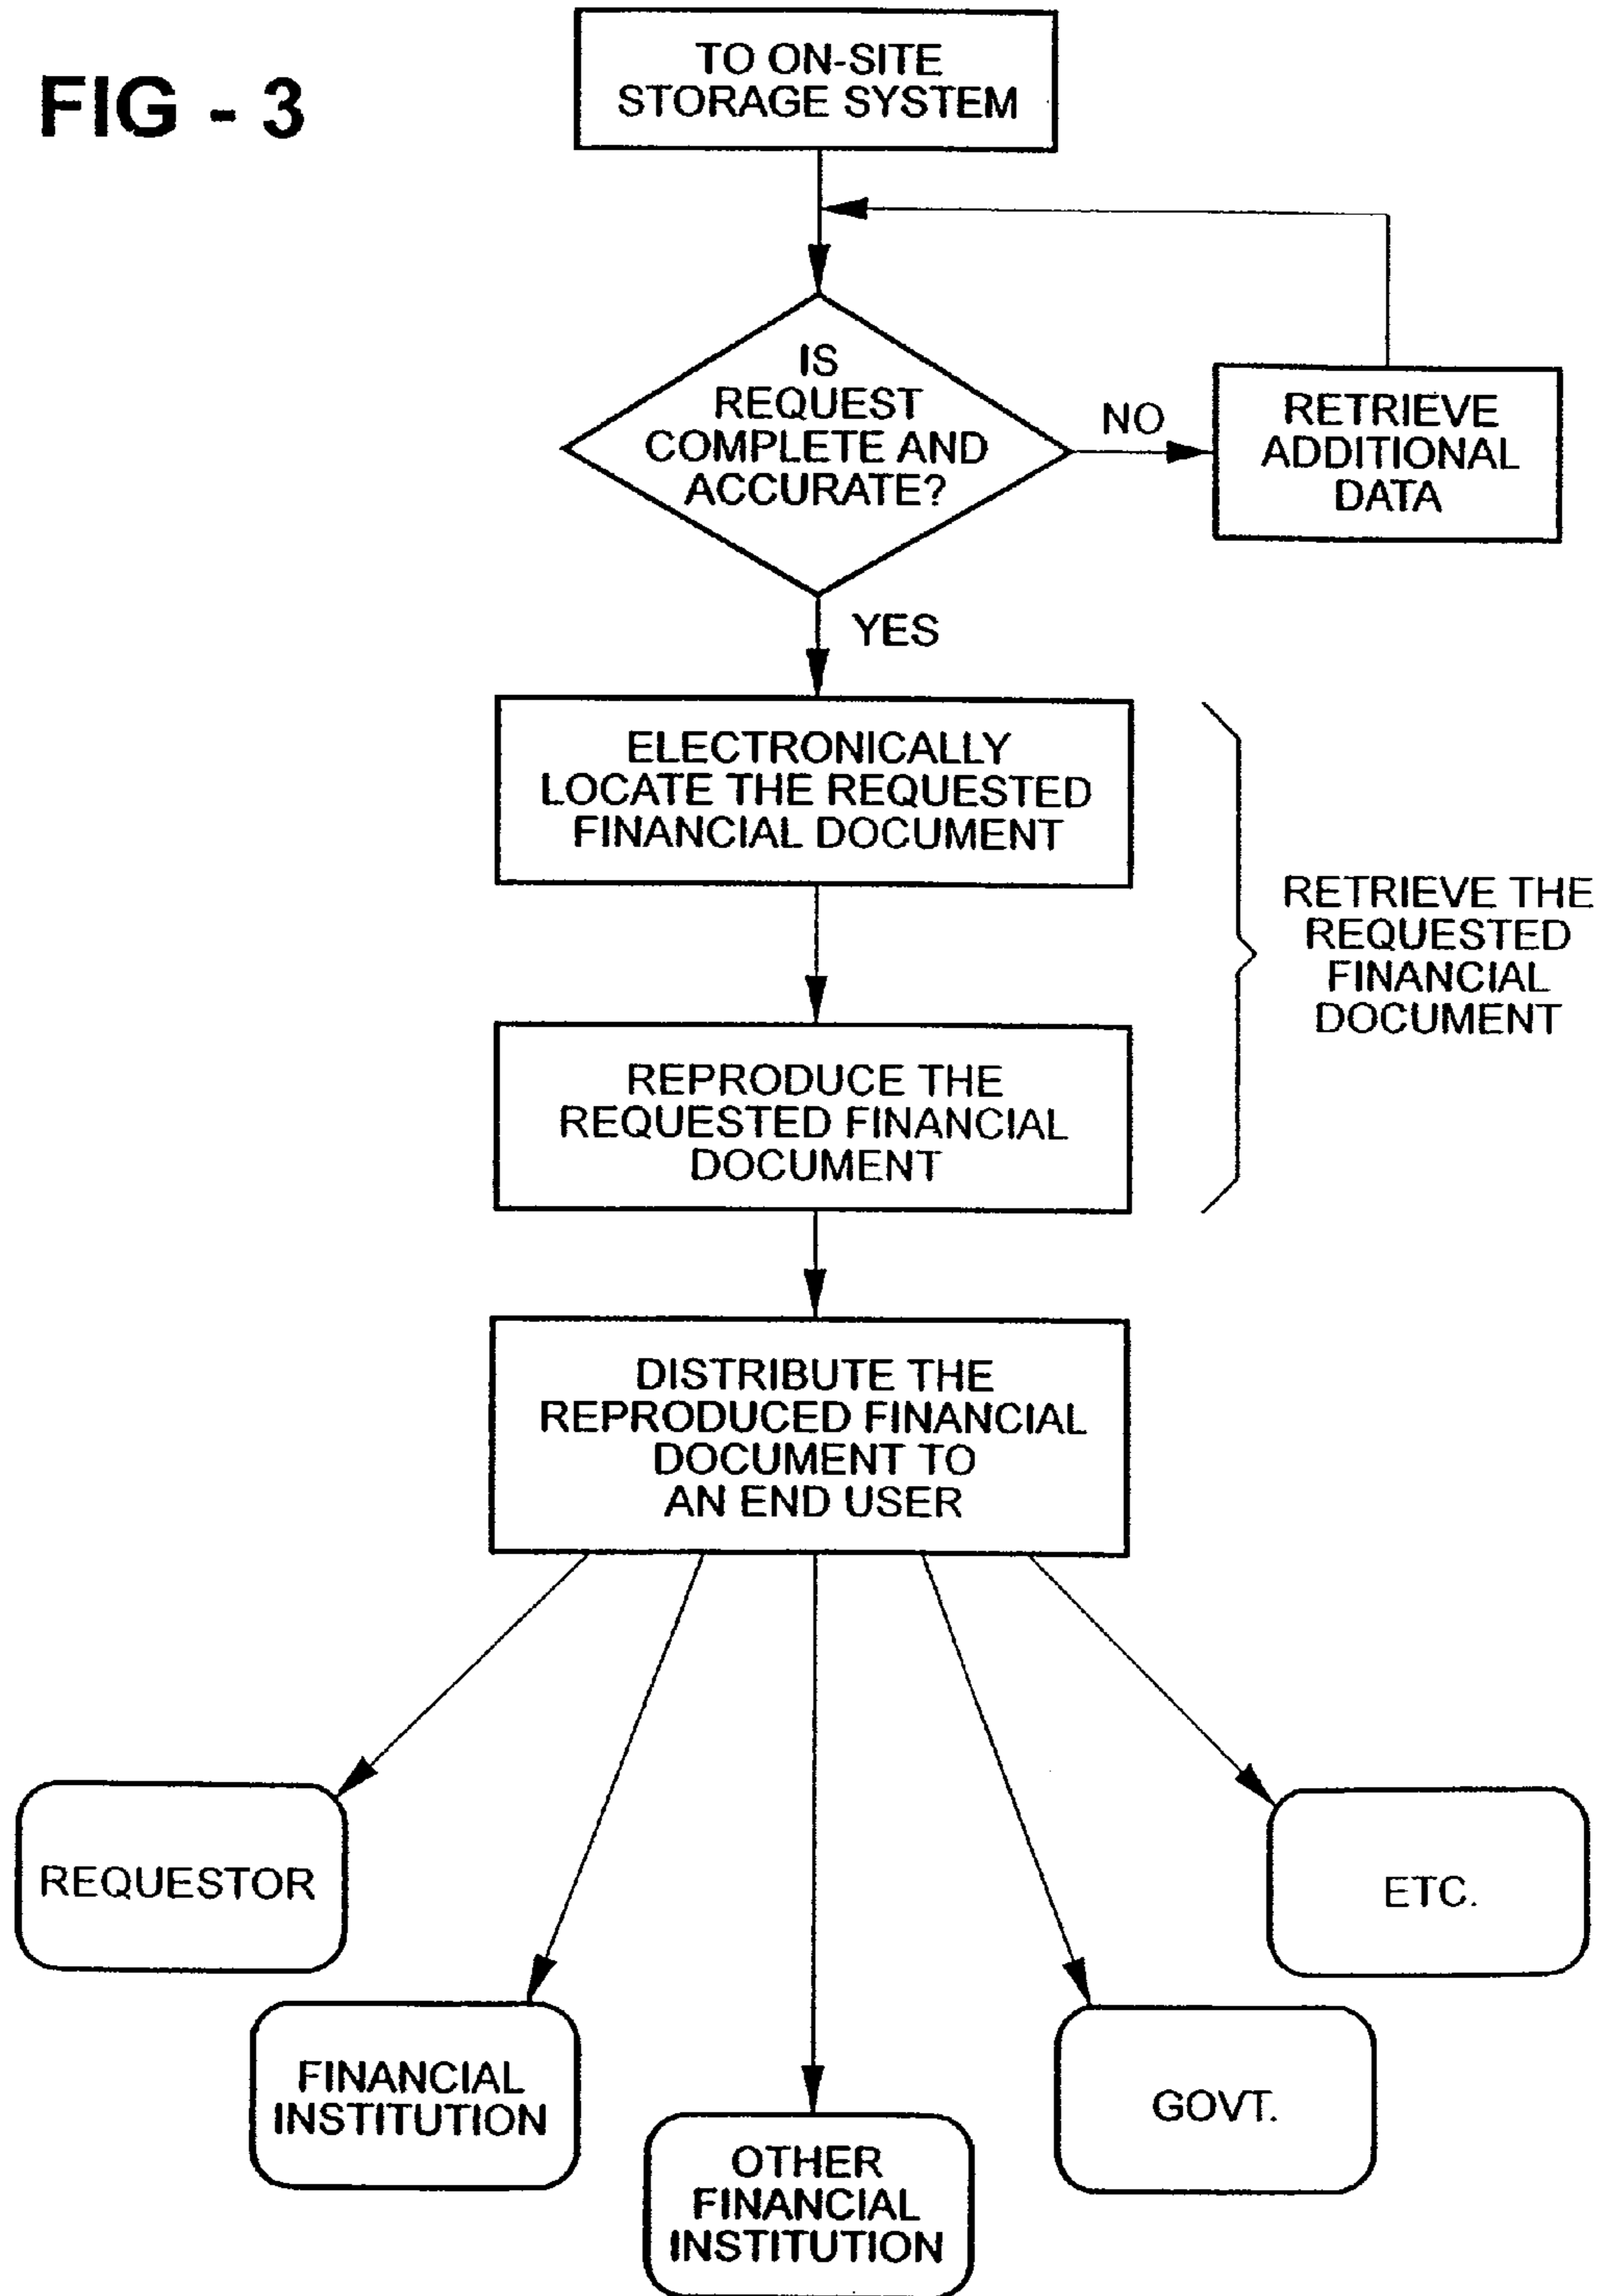 FIG - 3
TO ON-SITE
STORAGE SYSTEM
IS
REQUEST
COMPLETE AND
ACCURATE?
NO
RETRIEVE
ADDITIONAL
DATA
YES
ELECTRONICALLY
LOCATE THE REQUESTED
FINANCIAL DOCUMENT
RETRIEVE THE
REQUESTED
FINANCIAL
DOCUMENT
REPRODUCE THE
REQUESTED FINANCIAL
DOCUMENT
DISTRIBUTE THE
REPRODUCED FINANCIAL
DOCUMENT TO
AN END USER
REQUESTOR
ETC.
FINANCIAL
INSTITUTION
GOVT.
OTHER
FINANCIAL
INSTITUTION